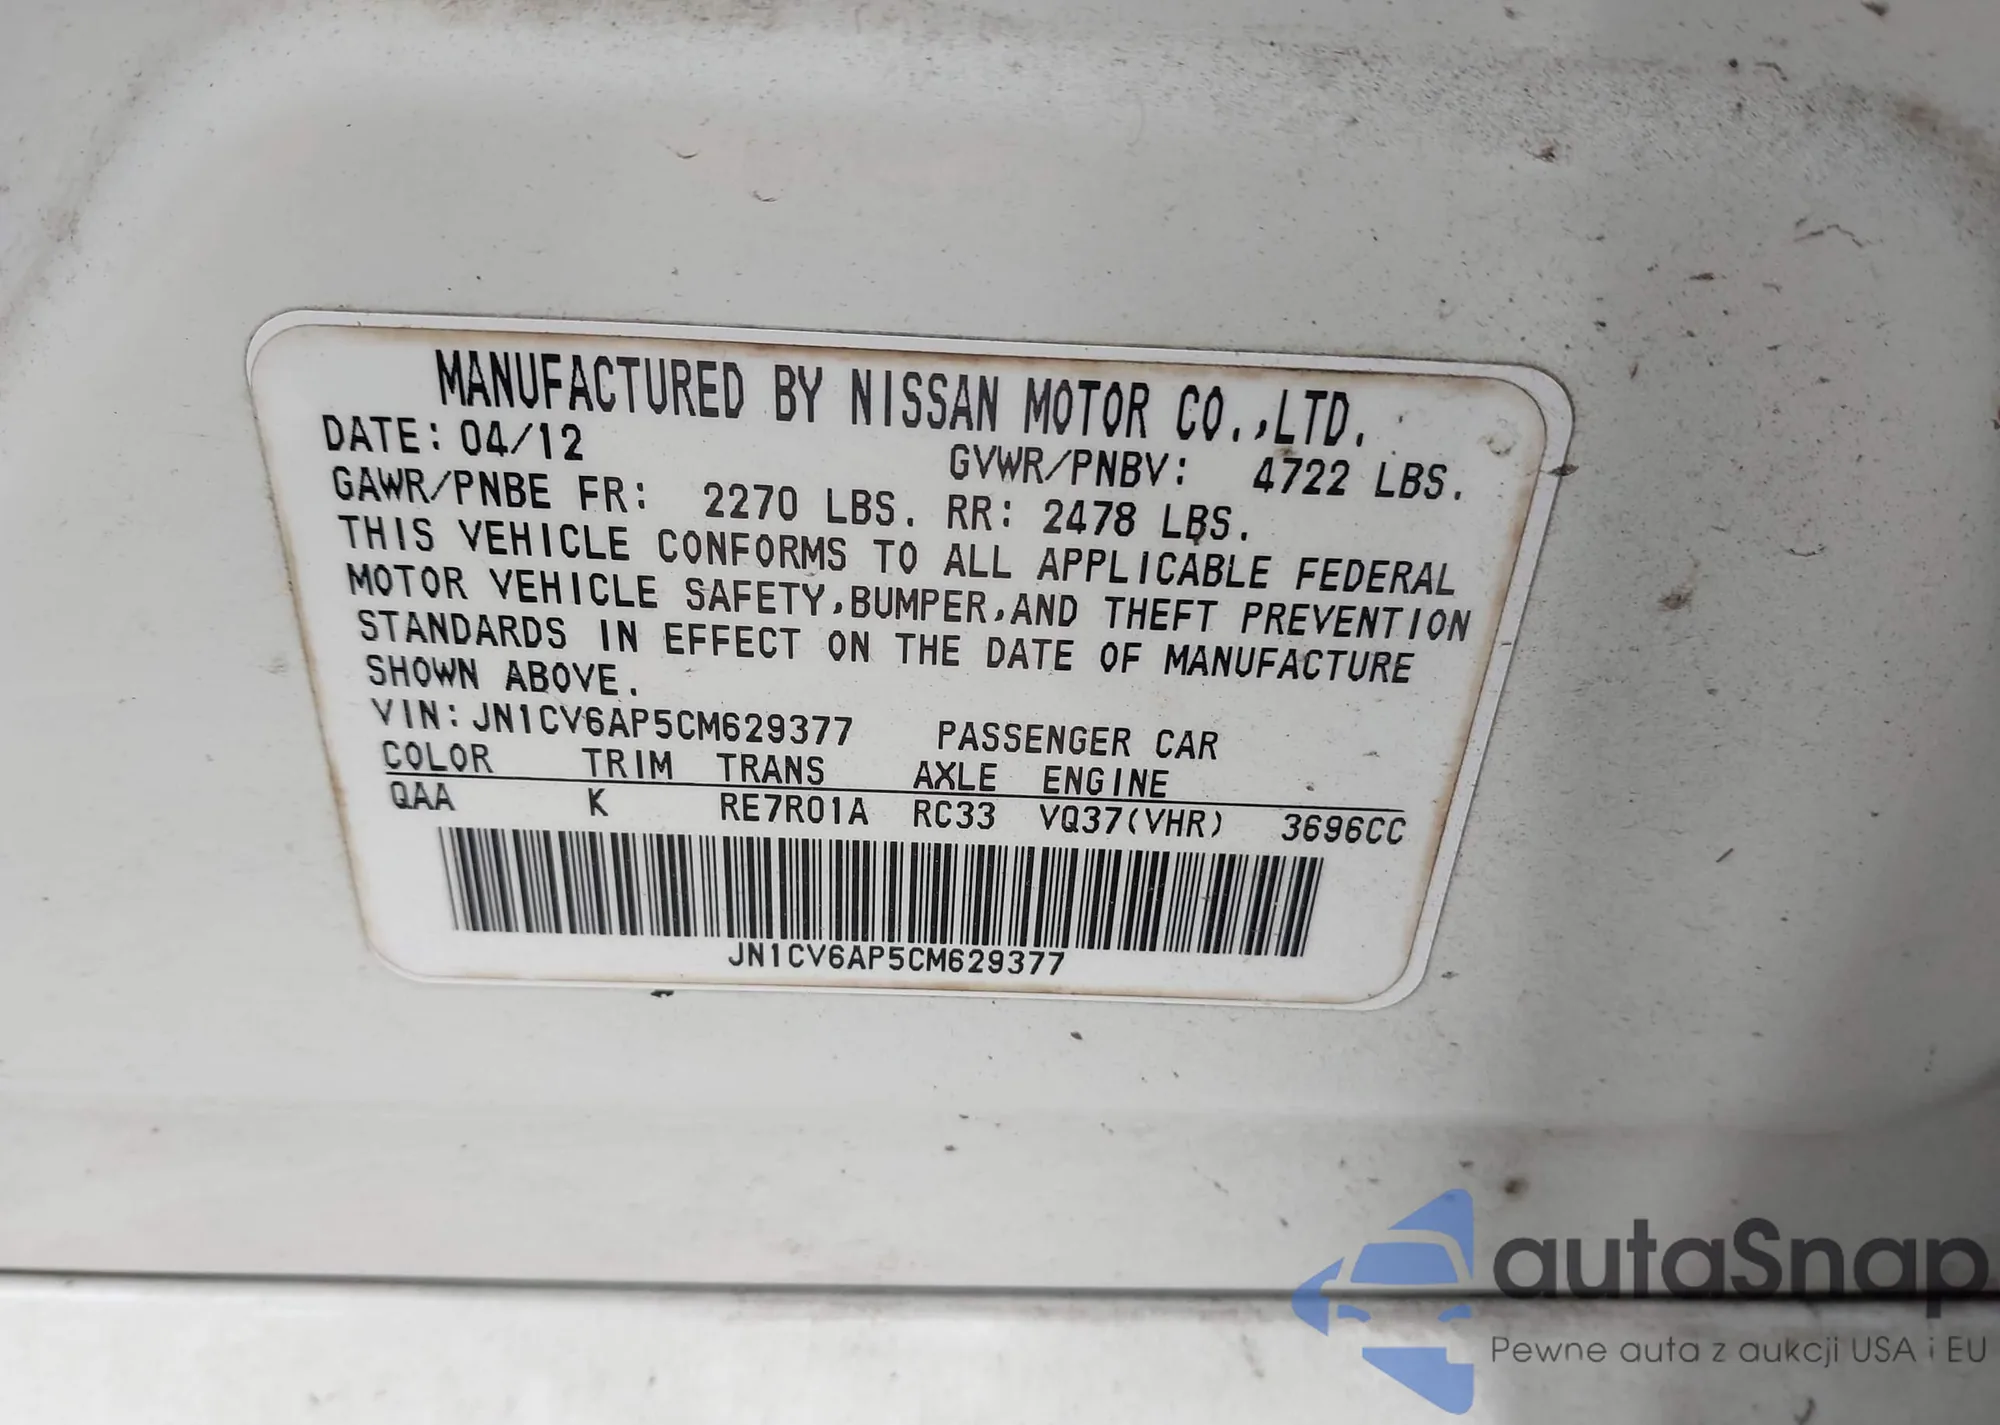 MANUFACTURED BY NISSAN MOTOR CO.,LTD.
DATE: 04/12 GVWR/PNBV: 4722 LBS.
GAWR/PNBE FR: 2270 LBS. RR: 2478 LBS.
THIS VEHICLE CONFORMS TO ALL APPLICABLE FEDERAL
MOTOR VEHICLE SAFETY,BUMPER,AND THEFT PREVENTION
STANDARDS IN EFFECT ON THE DATE OF MANUFACTURE
SHOWN ABOVE.
VIN: JN1CV6AP5CM629377 PASSENGER CAR
COLOR TRIM TRANS AXLE ENGINE
QAA K RE7R01A RC33 VQ37(VHR) 3696CC
JN1CV6AP5CM629377
autaSnap
Pewne auta z aukcji USA i EU